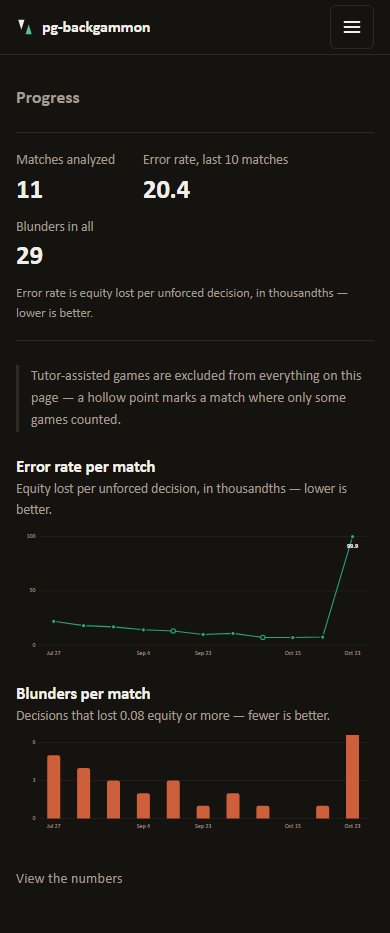 pg-backgammon
Progress
Matches analyzed
11
Error rate, last 10 matches
20.4
Blunders in all
29
Error rate is equity lost per unforced decision, in thousandths —
lower is better.
Tutor-assisted games are excluded from everything on this
page — a hollow point marks a match where only some
games counted.
Error rate per match
Equity lost per unforced decision, in thousandths — lower is
better.
100
50
0
Jul 27 Sep 4 Sep 23 Oct 15 Oct 23
Blunders per match
Decisions that lost 0.08 equity or more — fewer is better.
6
3
0
Jul 27 Sep 4 Sep 23 Oct 15 Oct 23
View the numbers